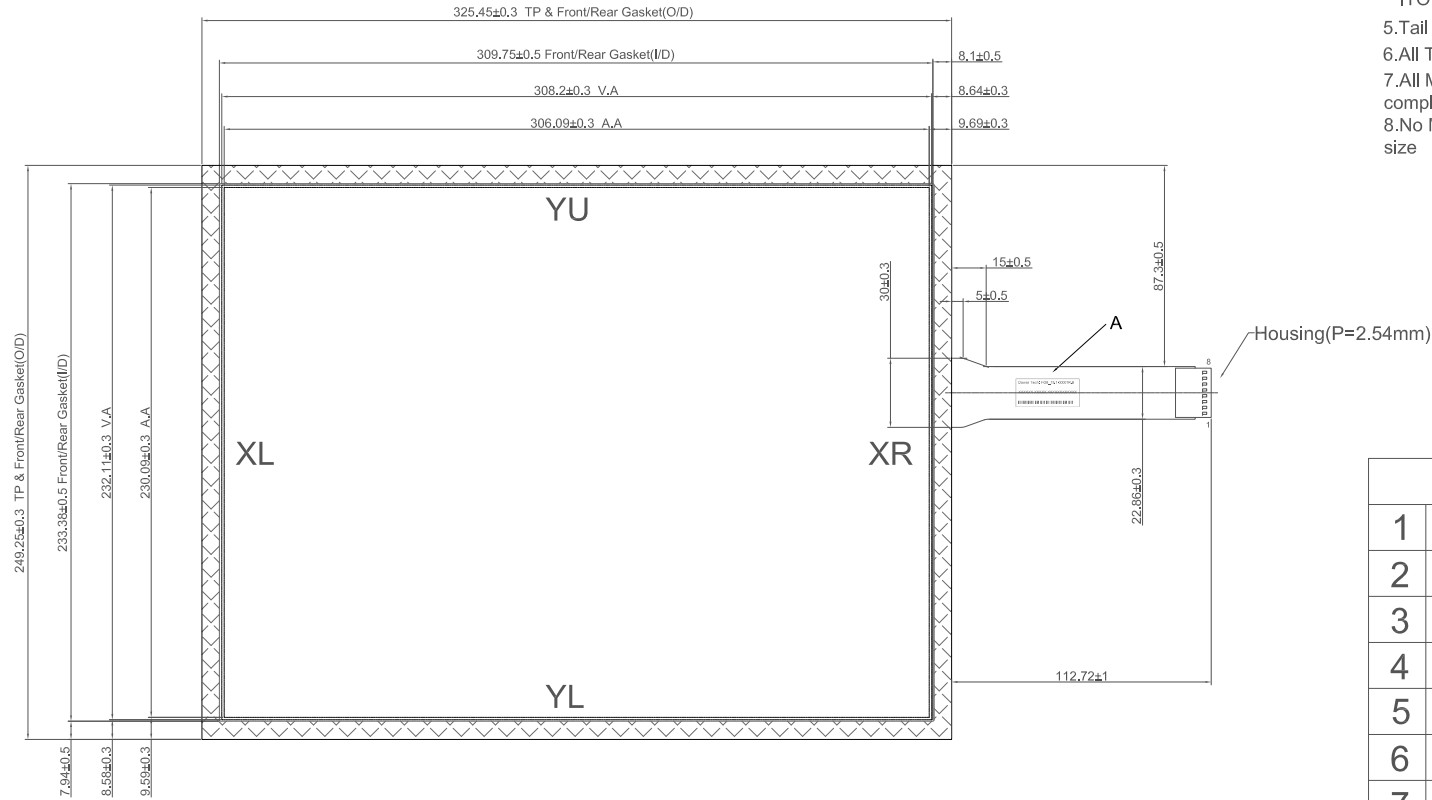 325.45±0.3 TP & Front/Rear Gasket(O/D)
309.75±0.5 Front/Rear Gasket(I/D)
8.1±0.5
308.2±0.3 V.A
8.64±0.3
306.09±0.3 A.A
9.69±0.3
5.Tail
6.All T
7.All M
compl
8.No
size
YU
XL
XR
YL
249.25±0.3 TP & Front/Rear Gasket(O/D)
233.38±0.5 Front/Rear Gasket(I/D)
232.11±0.3 V.A
230.09±0.3 A.A
7.94±0.5
8.58±0.3
9.59±0.3
30±0.3
15±0.5
5±0.5
87.3±0.5
A
Housing(P=2.54mm)
8
1
22.86±0.3
112.72±1
1
2
3
4
5
6